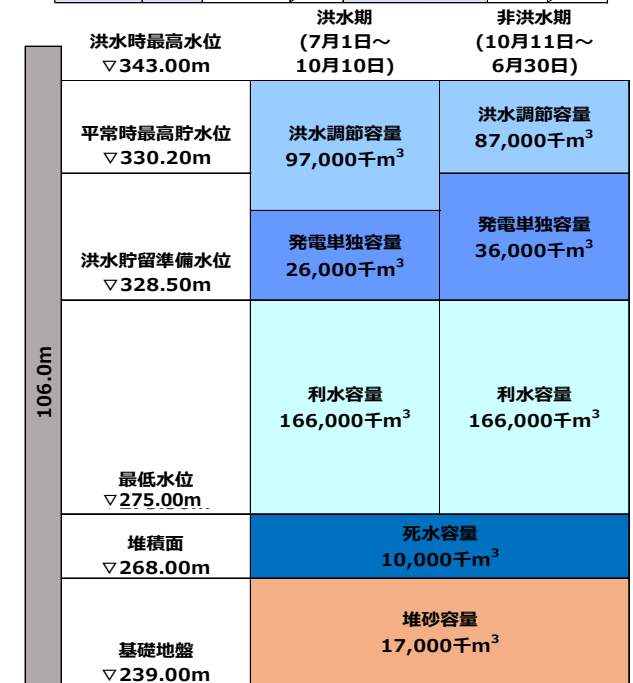 洪水期
(7月1日～
10月10日)
非洪水期
(10月11日～
6月30日)
洪水時最高水位
▽343.00m
平常時最高貯水位
▽330.20m
洪水調節容量
97,000千m³
洪水調節容量
87,000千m³
発電単独容量
26,000千m³
発電単独容量
36,000千m³
洪水貯留準備水位
▽328.50m
106.0m
利水容量
166,000千m³
利水容量
166,000千m³
最低水位
▽275.00m
死水容量
10,000千m³
堆積面
▽268.00m
堆砂容量
17,000千m³
基礎地盤
▽239.00m